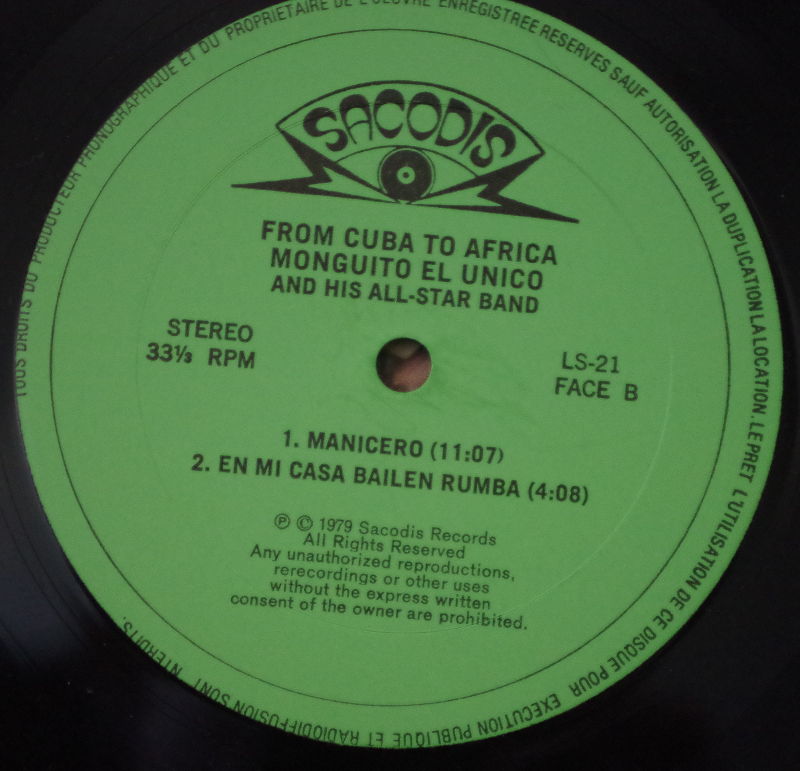 TOUS DROITS DU PRODUCTEUR PHONOGRAPHIQUE ET DU PROPRIETAIRE DE L'OEUVRE ENREGISTREE RESERVES SAUF AUTORISATION LA DUPLICATION LA LOCATION. LE PRET L'UTILISATION DE CE DISQUE POUR EXECUTION PUBLIQUE ET RADIODIFFUSION SONT NTERDITS.
SACODIS
FROM CUBA TO AFRICA
MONGUITO EL UNICO
AND HIS ALL-STAR BAND
STEREO
33⅓ RPM
LS-21
FACE B
1. MANICERO (11:07)
2. EN MI CASA BAILEN RUMBA (4:08)
℗ © 1979 Sacodis Records
All Rights Reserved
Any unauthorized reproductions,
rerecordings or other uses
without the express written
consent of the owner are prohibited.